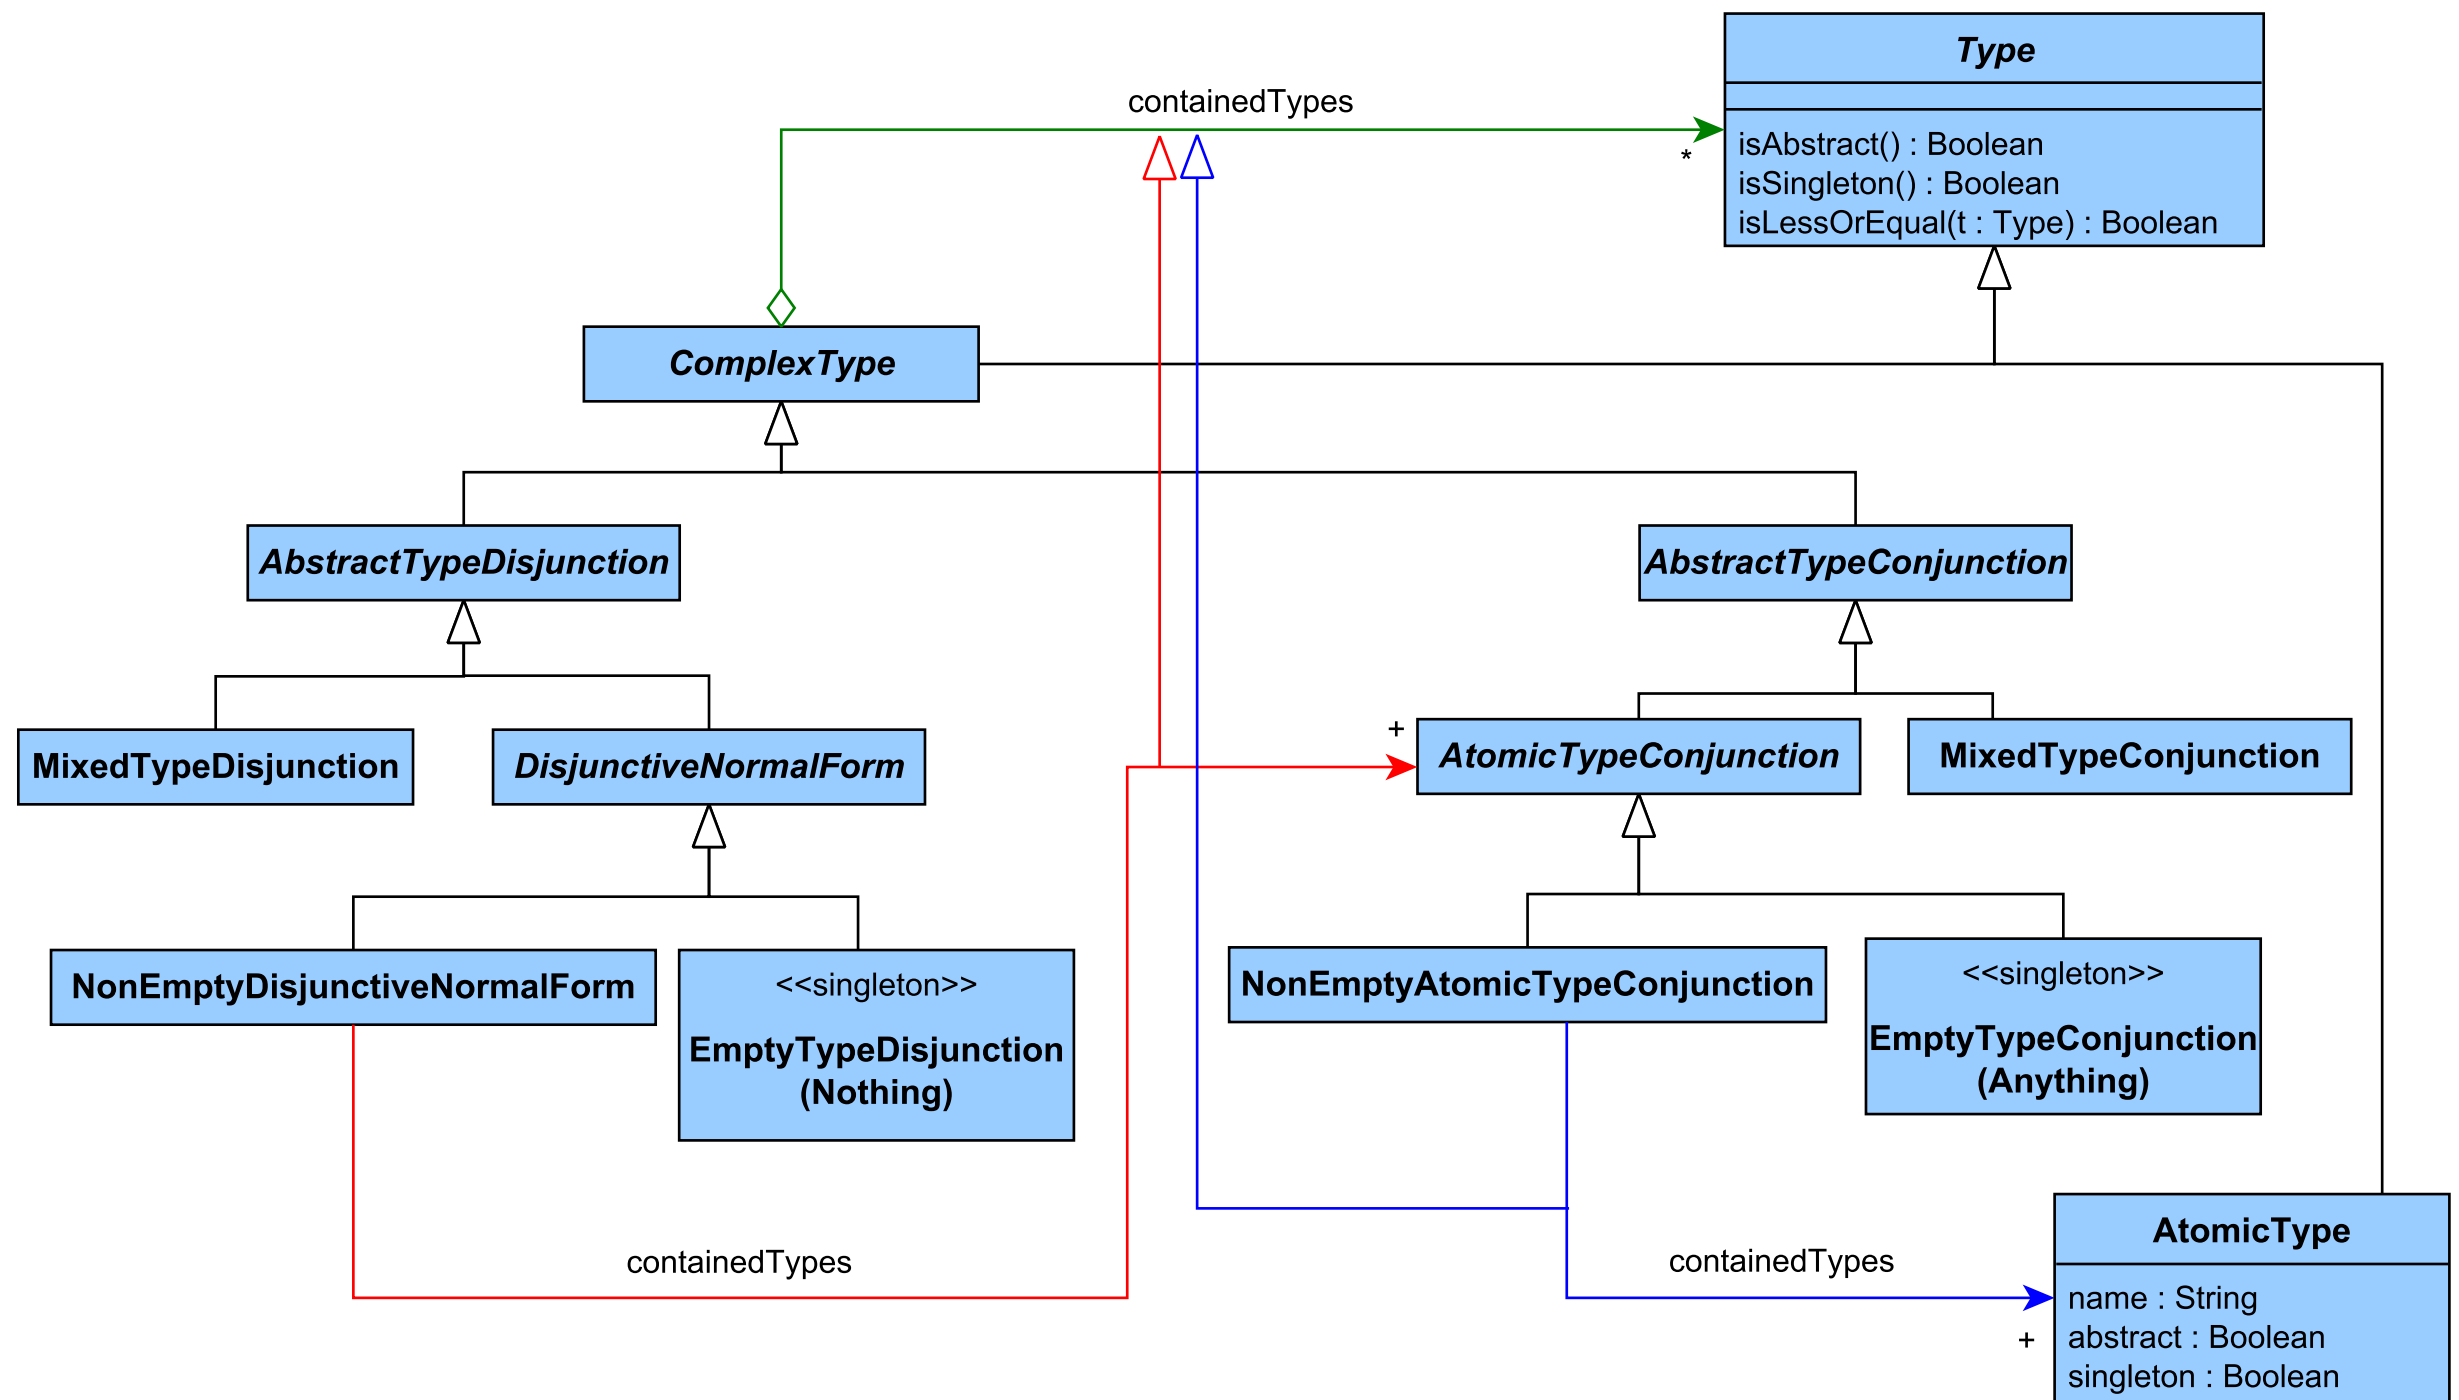 Type
containedTypes
isAbstract() : Boolean
*
isSingleton() : Boolean
isLessOrEqual(t : Type) : Boolean
ComplexType
AbstractTypeDisjunction
AbstractTypeConjunction
+
MixedTypeDisjunction
DisjunctiveNormalForm
AtomicTypeConjunction
MixedTypeConjunction
NonEmptyDisjunctiveNormalForm
<<singleton>>
EmptyTypeDisjunction
(Nothing)
NonEmptyAtomicTypeConjunction
<<singleton>>
EmptyTypeConjunction
(Anything)
containedTypes
containedTypes
+
AtomicType
name : String
abstract : Boolean
singleton : Boolean